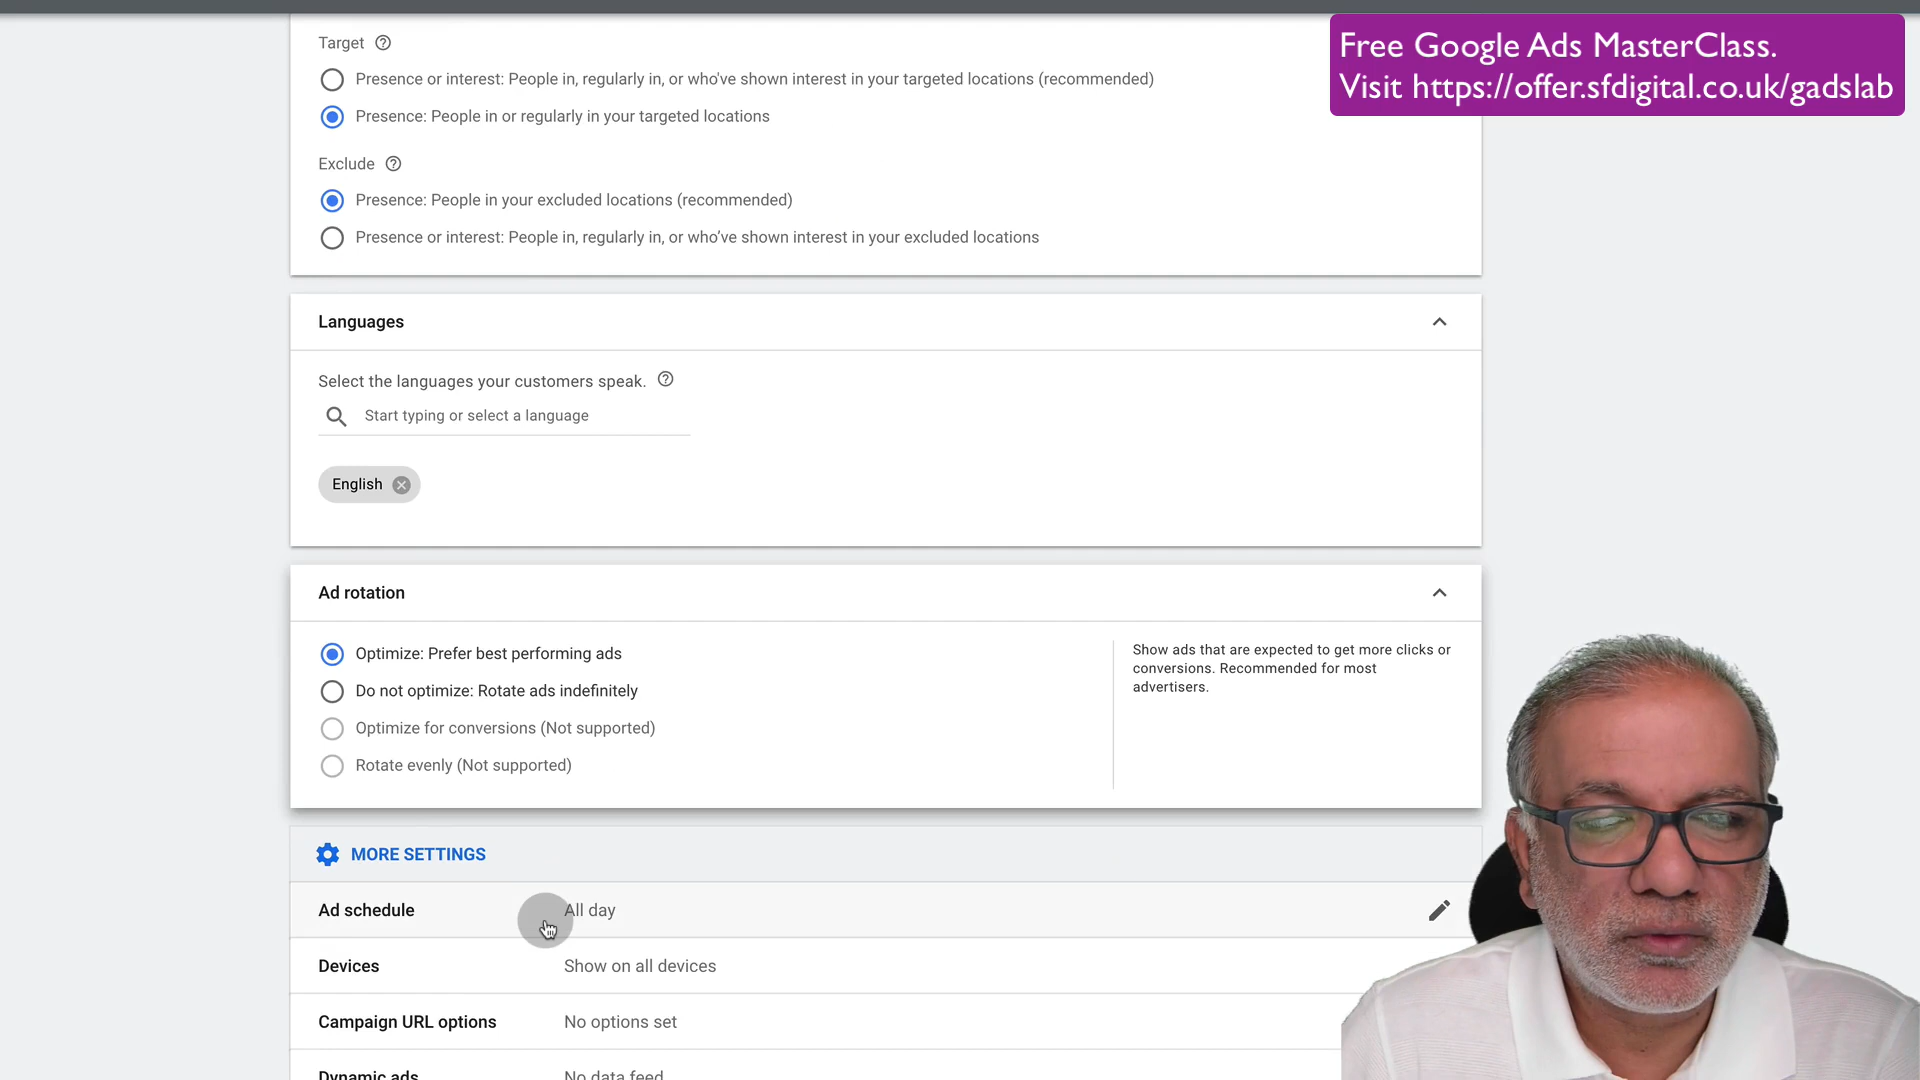 Free Google Ads MasterClass.
Visit https://offer.sfdigital.co.uk/gadslab
Target
Presence or interest: People in, regularly in, or who've shown interest in your targeted locations (recommended)
Presence: People in or regularly in your targeted locations
Exclude
Presence: People in your excluded locations (recommended)
Presence or interest: People in, regularly in, or who’ve shown interest in your excluded locations
Languages
Select the languages your customers speak.
Start typing or select a language
English
Ad rotation
Optimize: Prefer best performing ads
Do not optimize: Rotate ads indefinitely
Optimize for conversions (Not supported)
Rotate evenly (Not supported)
Show ads that are expected to get more clicks or
conversions. Recommended for most
advertisers.
MORE SETTINGS
Ad schedule All day
Devices Show on all devices
Campaign URL options No options set
Dynamic ads No data feed